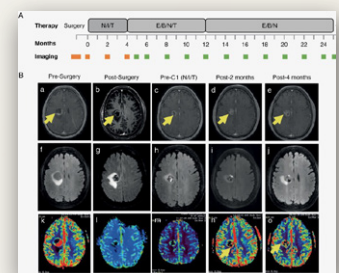 A
Therapy Surgery N/I/T E/B/N/T E/B/N
Months 0 2 4 6 8 10 12 14 16 18 20 22 24
Imaging
B Pre-Surgery Post-Surgery Pre-C1 (N/I/T) Post-2 months Post-4 months
a b c d e
f g h i j
k l m n o